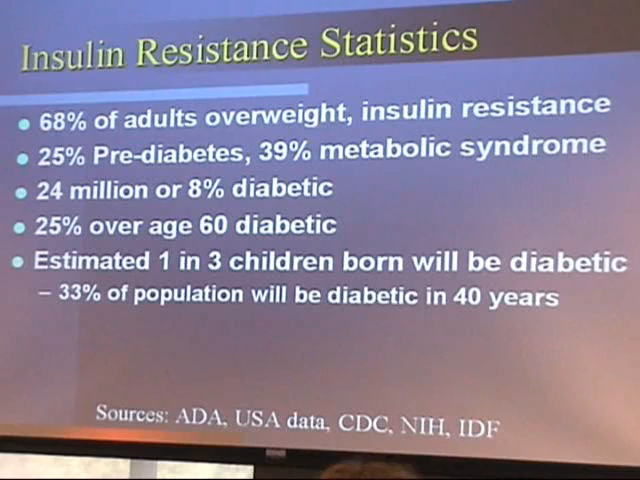 Insulin Resistance Statistics
● 68% of adults overweight, insulin resistance
● 25% Pre-diabetes, 39% metabolic syndrome
● 24 million or 8% diabetic
● 25% over age 60 diabetic
● Estimated 1 in 3 children born will be diabetic
– 33% of population will be diabetic in 40 years
Sources: ADA, USA data, CDC, NIH, IDF